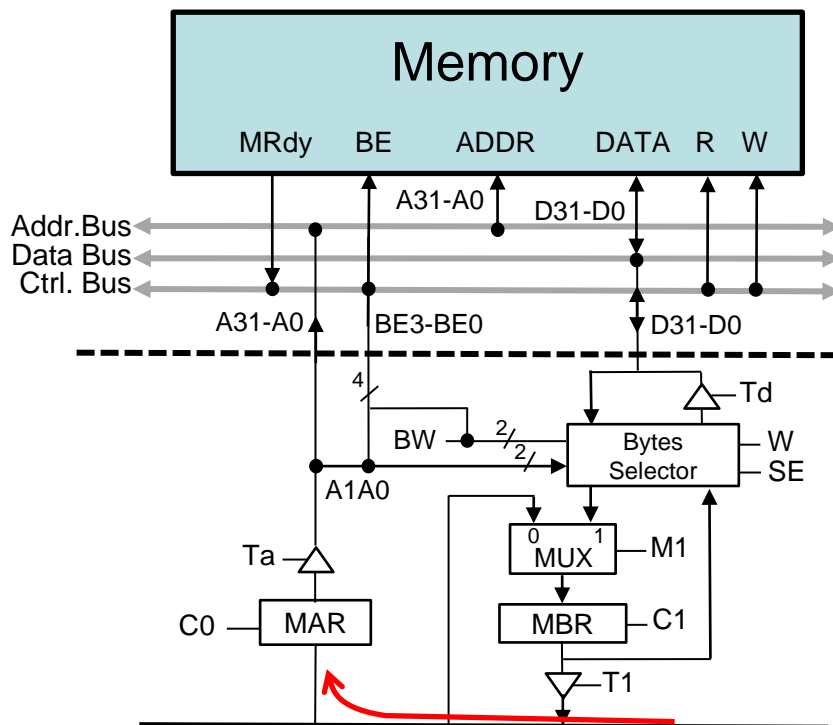 Memory
MRdy BE ADDR DATA R W
A31-A0 D31-D0
Addr.Bus
Data Bus
Ctrl. Bus
A31-A0 BE3-BE0 D31-D0
4 Td
BW 2 Bytes W
2 Selector SE
A1A0
0 1
Ta MUX M1
C0 MAR MBR C1
T1